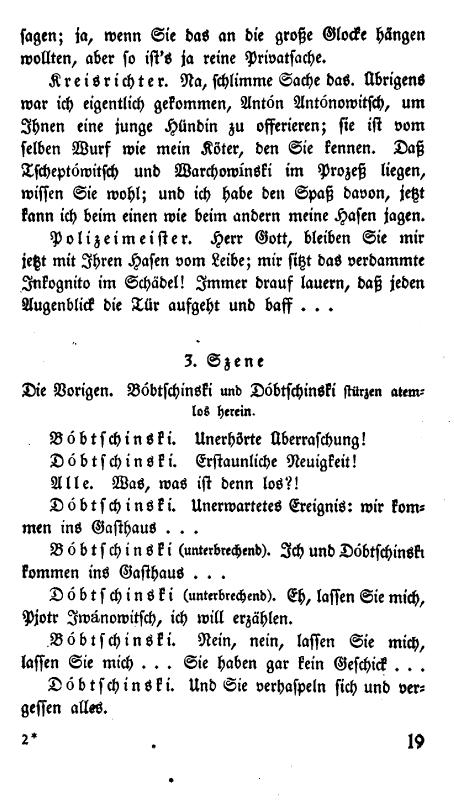 sagen; ja, wenn Sie das an die große Glocke hängen
wollten, aber so ist's ja reine Privatsache.
Kreisrichter. Na, schlimme Sache das. Übrigens
war ich eigentlich gekommen, Antón Antónowitsch, um
Ihnen eine junge Hündin zu offerieren; sie ist vom
selben Wurf wie mein Köter, den Sie kennen. Daß
Tscheptówitsch und Warchowínski im Prozeß liegen,
wissen Sie wohl; und ich habe den Spaß davon, jetzt
kann ich beim einen wie beim andern meine Hasen jagen.
Polizeimeister. Herr Gott, bleiben Sie mir
jetzt mit Ihren Hasen vom Leibe; mir sitzt das verdammte
Inkognito im Schädel! Immer drauf lauern, daß jeden
Augenblick die Tür aufgeht und baff . . .
3. Szene
Die Vorigen. Bóbtschinski und Dóbtschinski stürzen atem-
los herein.
Bóbtschinski. Unerhörte Überraschung!
Dóbtschinski. Erstaunliche Neuigkeit!
Alle. Was, was ist denn los?!
Dóbtschinski. Unerwartetes Ereignis: wir kom-
men ins Gasthaus . . .
Bóbtschinski (unterbrechend). Ich und Dóbtschinski
kommen ins Gasthaus . . .
Dóbtschinski (unterbrechend). Eh, lassen Sie mich,
Pjotr Iwánowitsch, ich will erzählen.
Bóbtschinski. Nein, nein, lassen Sie mich,
lassen Sie mich . . . Sie haben gar kein Geschick . . .
Dóbtschinski. Und Sie verhaspeln sich und ver-
gessen alles.
2* 19